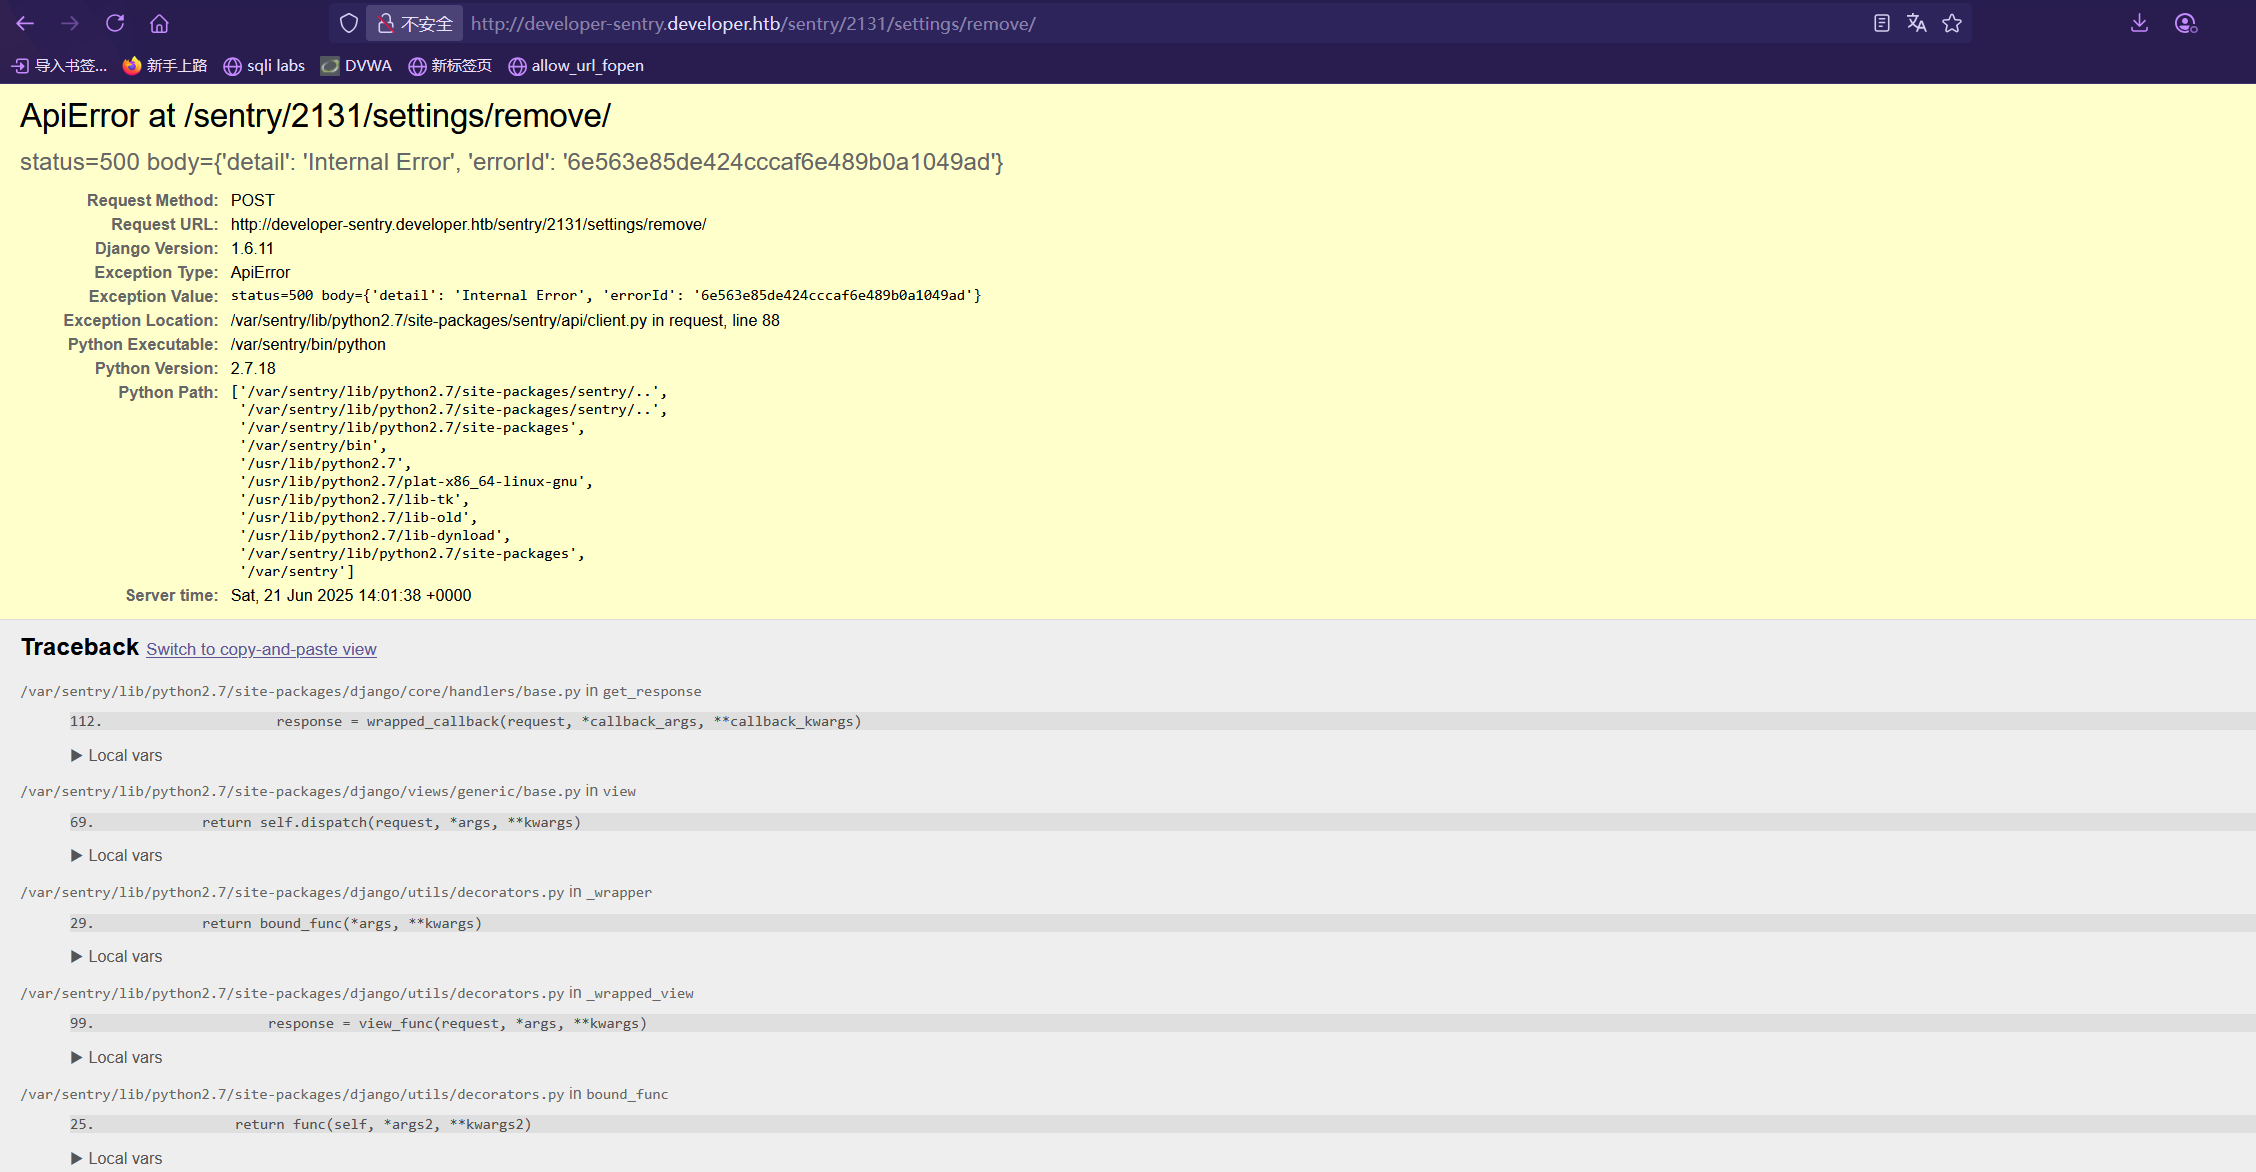 不安全 http://developer-sentry.developer.htb/sentry/2131/settings/remove/
导入书签... 新手上路 sqli labs DVWA 新标签页 allow_url_fopen
ApiError at /sentry/2131/settings/remove/
status=500 body={'detail': 'Internal Error', 'errorId': '6e563e85de424cccaf6e489b0a1049ad'}
Request Method: POST
Request URL: http://developer-sentry.developer.htb/sentry/2131/settings/remove/
Django Version: 1.6.11
Exception Type: ApiError
Exception Value: status=500 body={'detail': 'Internal Error', 'errorId': '6e563e85de424cccaf6e489b0a1049ad'}
Exception Location: /var/sentry/lib/python2.7/site-packages/sentry/api/client.py in request, line 88
Python Executable: /var/sentry/bin/python
Python Version: 2.7.18
Python Path: ['/var/sentry/lib/python2.7/site-packages/sentry/..',
'/var/sentry/lib/python2.7/site-packages/sentry/..',
'/var/sentry/lib/python2.7/site-packages',
'/var/sentry/bin',
'/usr/lib/python2.7',
'/usr/lib/python2.7/plat-x86_64-linux-gnu',
'/usr/lib/python2.7/lib-tk',
'/usr/lib/python2.7/lib-old',
'/usr/lib/python2.7/lib-dynload',
'/var/sentry/lib/python2.7/site-packages',
'/var/sentry']
Server time: Sat, 21 Jun 2025 14:01:38 +0000
Traceback Switch to copy-and-paste view
/var/sentry/lib/python2.7/site-packages/django/core/handlers/base.py in get_response
112. response = wrapped_callback(request, *callback_args, **callback_kwargs)
▶ Local vars
/var/sentry/lib/python2.7/site-packages/django/views/generic/base.py in view
69. return self.dispatch(request, *args, **kwargs)
▶ Local vars
/var/sentry/lib/python2.7/site-packages/django/utils/decorators.py in _wrapper
29. return bound_func(*args, **kwargs)
▶ Local vars
/var/sentry/lib/python2.7/site-packages/django/utils/decorators.py in _wrapped_view
99. response = view_func(request, *args, **kwargs)
▶ Local vars
/var/sentry/lib/python2.7/site-packages/django/utils/decorators.py in bound_func
25. return func(self, *args2, **kwargs2)
▶ Local vars